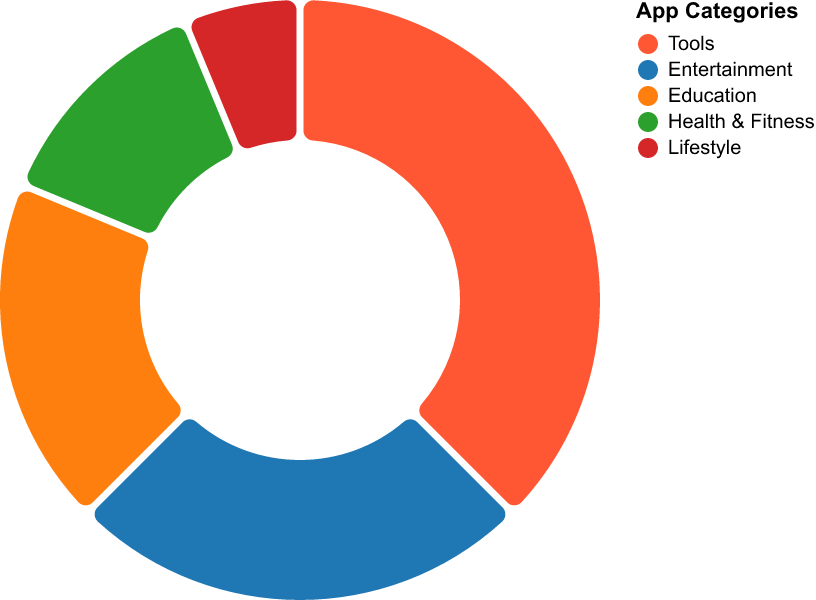 App Categories
Tools
Entertainment
Education
Health & Fitness
Lifestyle